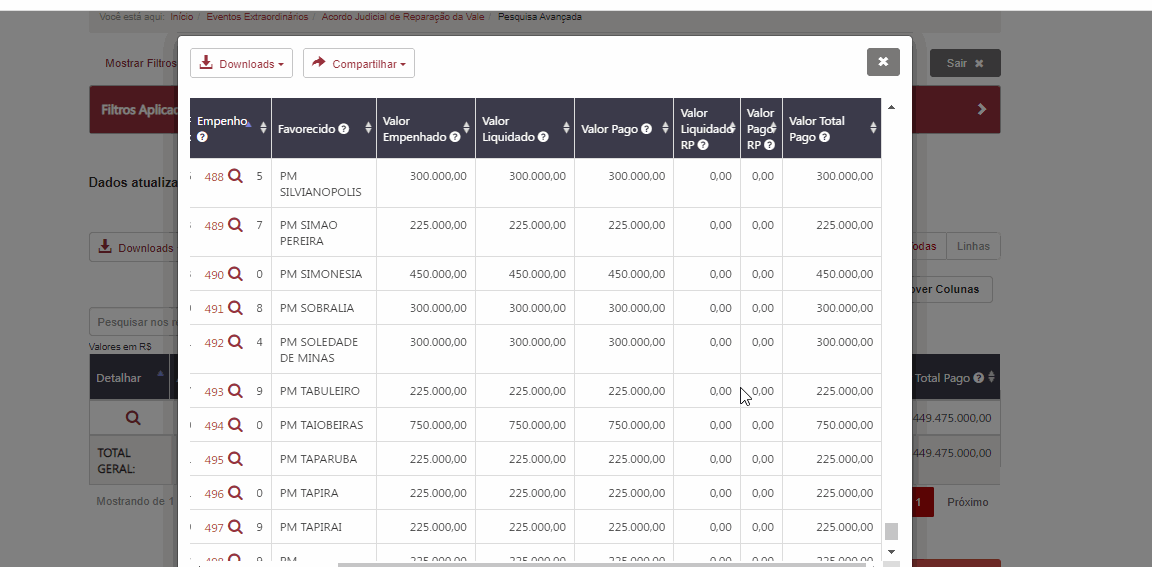 Você está aqui: Início / Eventos Extraordinários / Acordo Judicial de Reparação da Vale / Pesquisa Avançada
Mostrar Filtros
Sair ✖
Filtros Aplicad
Dados atualiza
Downloads
odas Linhas
over Colunas
Pesquisar nos r
Valores em R$
Detalhar
Total Pago
449.475.000,00
TOTAL
GERAL:
449.475.000,00
Mostrando de 1
1 Próximo
Downloads Compartilhar
Empenho Favorecido Valor Empenhado Valor Liquidado Valor Pago Valor Liquidado RP Valor Pago RP Valor Total Pago
488 5 PM SILVIANOPOLIS 300.000,00 300.000,00 300.000,00 0,00 0,00 300.000,00
489 7 PM SIMAO PEREIRA 225.000,00 225.000,00 225.000,00 0,00 0,00 225.000,00
490 0 PM SIMONESIA 450.000,00 450.000,00 450.000,00 0,00 0,00 450.000,00
491 8 PM SOBRALIA 300.000,00 300.000,00 300.000,00 0,00 0,00 300.000,00
492 4 PM SOLEDADE DE MINAS 300.000,00 300.000,00 300.000,00 0,00 0,00 300.000,00
493 9 PM TABULEIRO 225.000,00 225.000,00 225.000,00 0,00 0,00 225.000,00
494 0 PM TAIOBEIRAS 750.000,00 750.000,00 750.000,00 0,00 0,00 750.000,00
495 PM TAPARUBA 225.000,00 225.000,00 225.000,00 0,00 0,00 225.000,00
496 0 PM TAPIRA 225.000,00 225.000,00 225.000,00 0,00 0,00 225.000,00
497 9 PM TAPIRAI 225.000,00 225.000,00 225.000,00 0,00 0,00 225.000,00
498 9 PM 225.000,00 225.000,00 225.000,00 0,00 0,00 225.000,00